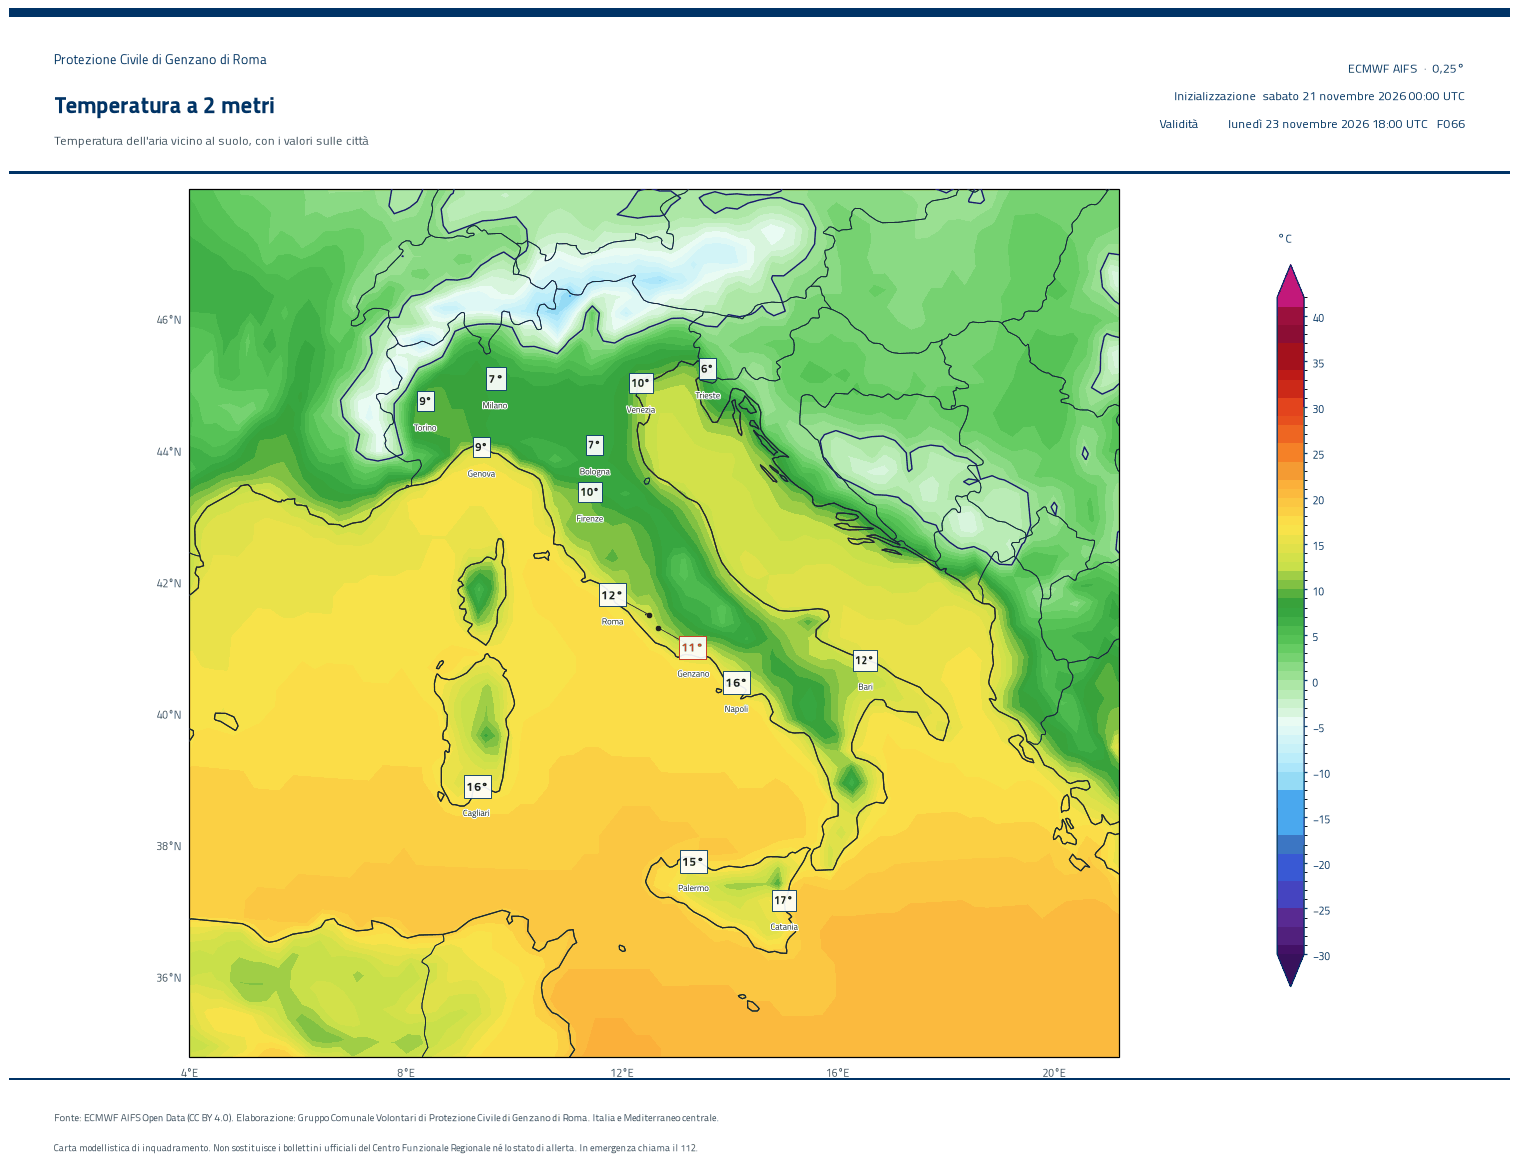 Protezione Civile di Genzano di Roma
Temperatura a 2 metri
Temperatura dell'aria vicino al suolo, con i valori sulle città
ECMWF AIFS · 0,25°
Inizializzazione sabato 21 novembre 2026 00:00 UTC
Validità lunedì 23 novembre 2026 18:00 UTC F066
46°N
44°N
42°N
40°N
38°N
36°N
4°E
8°E
12°E
16°E
20°E
6°
Trieste
7°
Milano
10°
Venezia
9°
Torino
9°
Genova
7°
Bologna
10°
Firenze
12°
Roma
11°
Genzano
12°
Bari
16°
Napoli
16°
Cagliari
15°
Palermo
17°
Catania
°C
40
35
30
25
20
15
10
5
0
−5
−10
−15
−20
−25
−30
Fonte: ECMWF AIFS Open Data (CC BY 4.0). Elaborazione: Gruppo Comunale Volontari di Protezione Civile di Genzano di Roma. Italia e Mediterraneo centrale.
Carta modellistica di inquadramento. Non sostituisce i bollettini ufficiali del Centro Funzionale Regionale né lo stato di allerta. In emergenza chiama il 112.